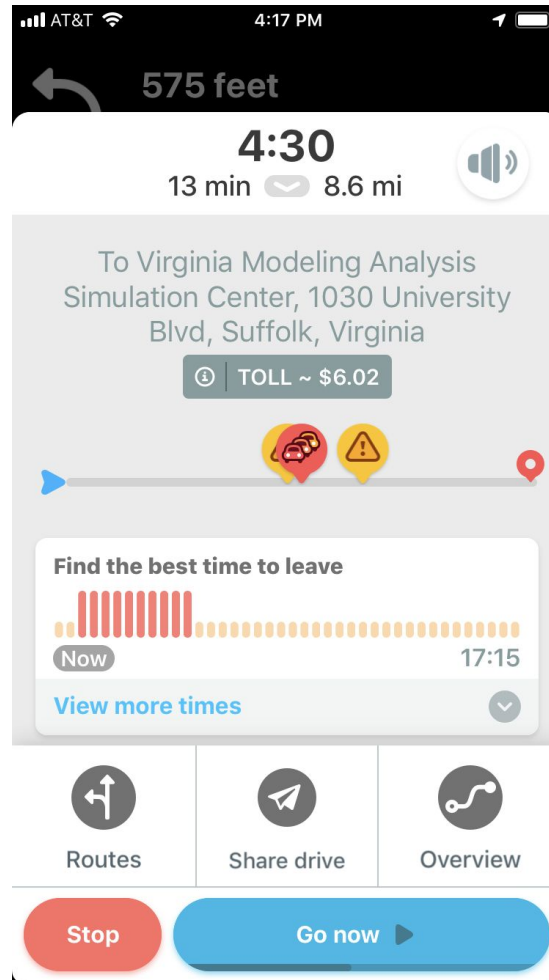 AT&T
4:17 PM
575 feet
4:30
13 min
8.6 mi
To Virginia Modeling Analysis
Simulation Center, 1030 University
Blvd, Suffolk, Virginia
TOLL ~ $6.02
Find the best time to leave
Now
17:15
View more times
Routes
Share drive
Overview
Stop
Go now